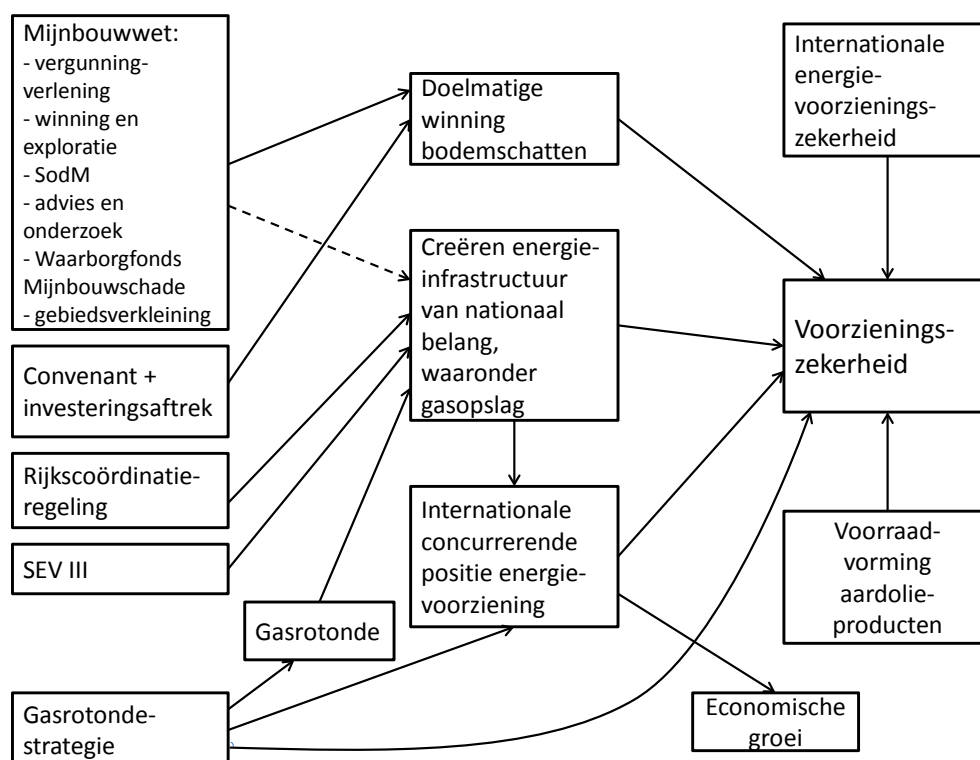 Mijnbouwwet:
- vergunning-
verlening
- winning en
exploratie
- SodM
- advies en
onderzoek
- Waarborgfonds
Mijnbouwschade
- gebiedsverkleining
Convenant +
investeringsaftrek
Rijkscoördinatie-
regeling
SEV III
Gasrotonde-
strategie
Gasrotonde
Doelmatige
winning
bodemschatten
Creëren energie-
infrastructuur
van nationaal
belang,
waaronder
gasopslag
Internationale
concurrerende
positie energie-
voorziening
Internationale
energie-
voorzienings-
zekerheid
Voorzienings-
zekerheid
Voorraad-
vorming
aardolie-
producten
Economische
groei